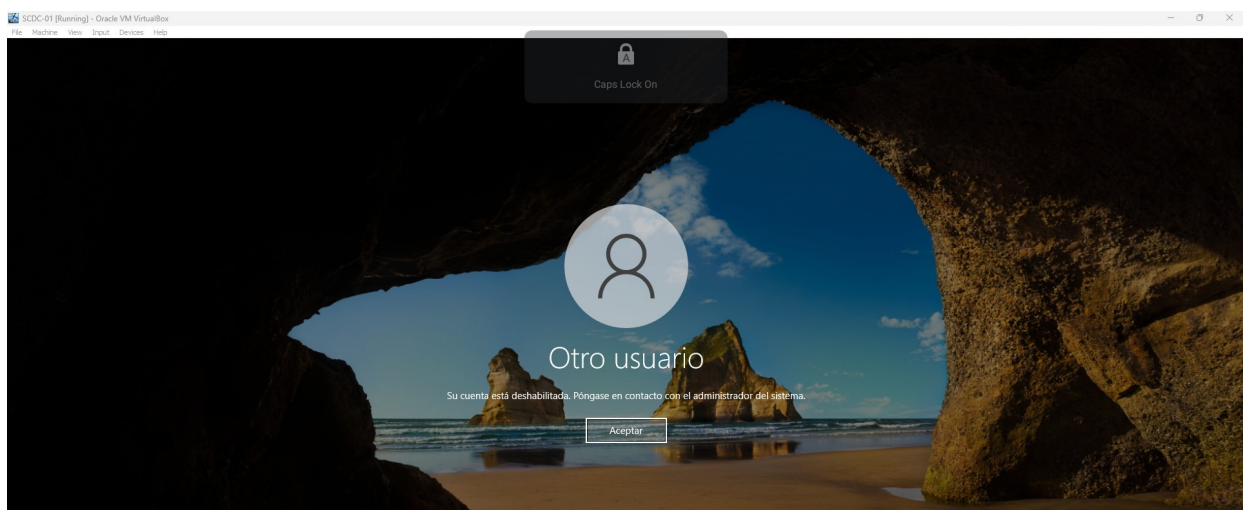 SCDC-01 [Running] - Oracle VM VirtualBox
File Machine View Input Devices Help
A
Caps Lock On
Otro usuario
Su cuenta está deshabilitada. Póngase en contacto con el administrador del sistema.
Aceptar